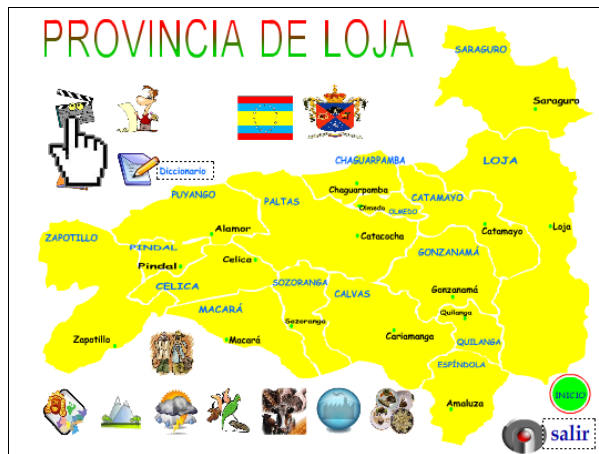 PROVINCIA DE LOJA
SARAGURO
Saraguro
Diccionario
CHAGUARPAMBA
LOJA
Chaguarpamba
PUYANGO
PALTAS
CATAMAYO
Olmedo
OLMEDO
Alamor
Catacocha
Catamayo
Loja
ZAPOTILLO
PINDAL
GONZANAMÁ
Pindal
Celica
CELICA
SOZORANGA
CALVAS
Gonzanamá
MACARÁ
Quilanga
Sozoranga
Zapotillo
Macará
Cariamanga
QUILANGA
ESPÍNDOLA
INICIO
Amaluza
salir